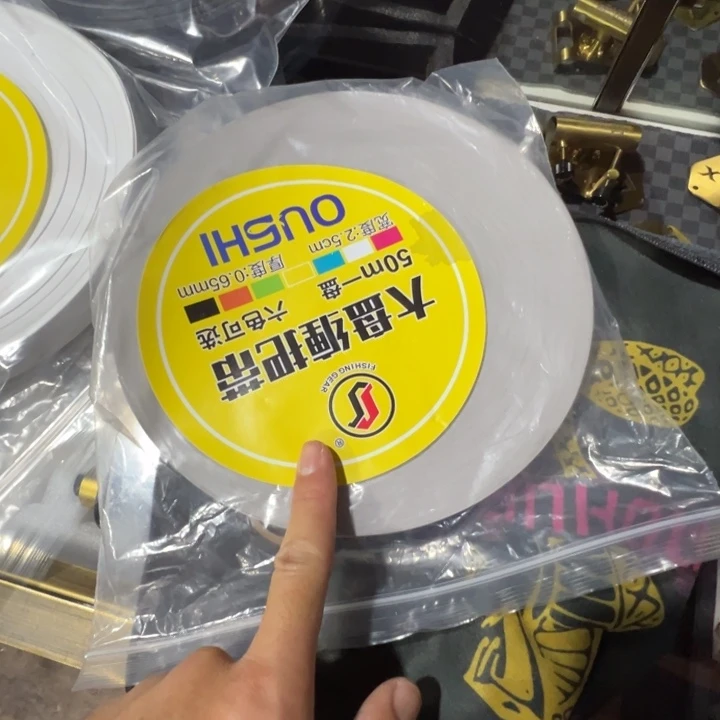 ®
FISHING GEAR
大盘缠把带
50m一盘 六色可选
宽度:2.5cm 厚度:0.65mm
OUSHI